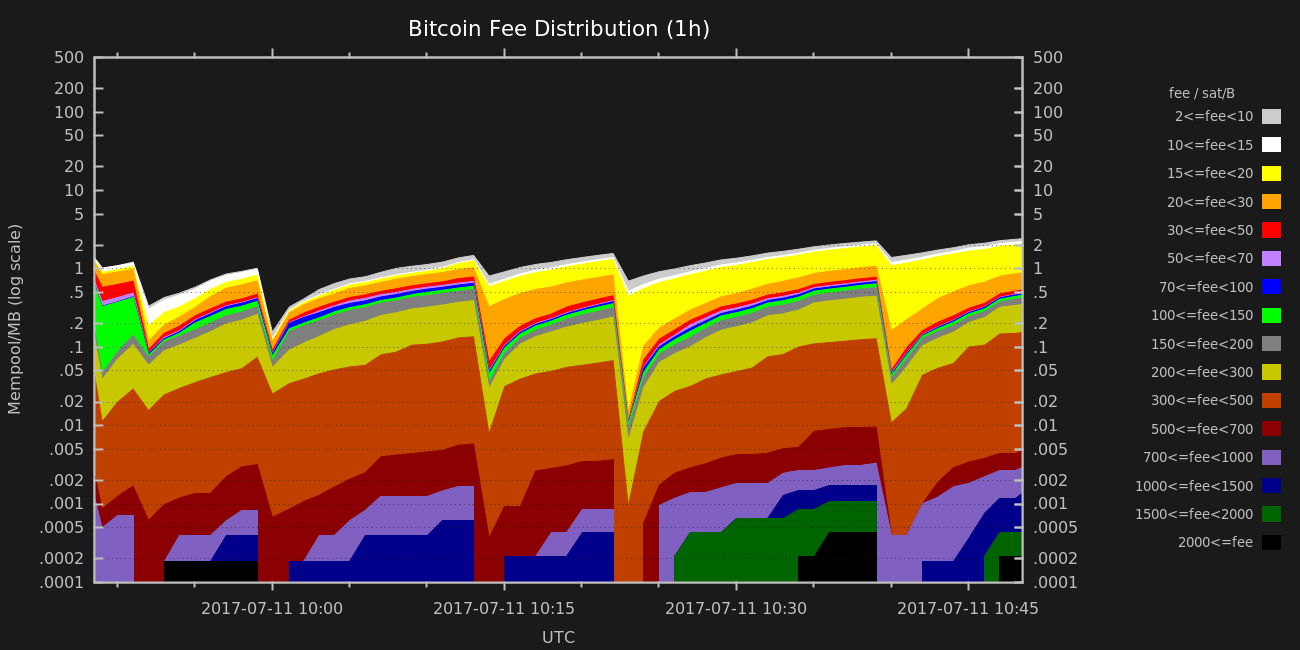 Bitcoin Fee Distribution (1h)
Mempool/MB (log scale)
500
200
100
50
20
10
5
2
1
.5
.2
.1
.05
.02
.01
.005
.002
.001
.0005
.0002
.0001
500
200
100
50
20
10
5
2
1
.5
.2
.1
.05
.02
.01
.005
.002
.001
.0005
.0002
.0001
2017-07-11 10:00 2017-07-11 10:15 2017-07-11 10:30 2017-07-11 10:45
UTC
fee / sat/B
2<=fee<10
10<=fee<15
15<=fee<20
20<=fee<30
30<=fee<50
50<=fee<70
70<=fee<100
100<=fee<150
150<=fee<200
200<=fee<300
300<=fee<500
500<=fee<700
700<=fee<1000
1000<=fee<1500
1500<=fee<2000
2000<=fee